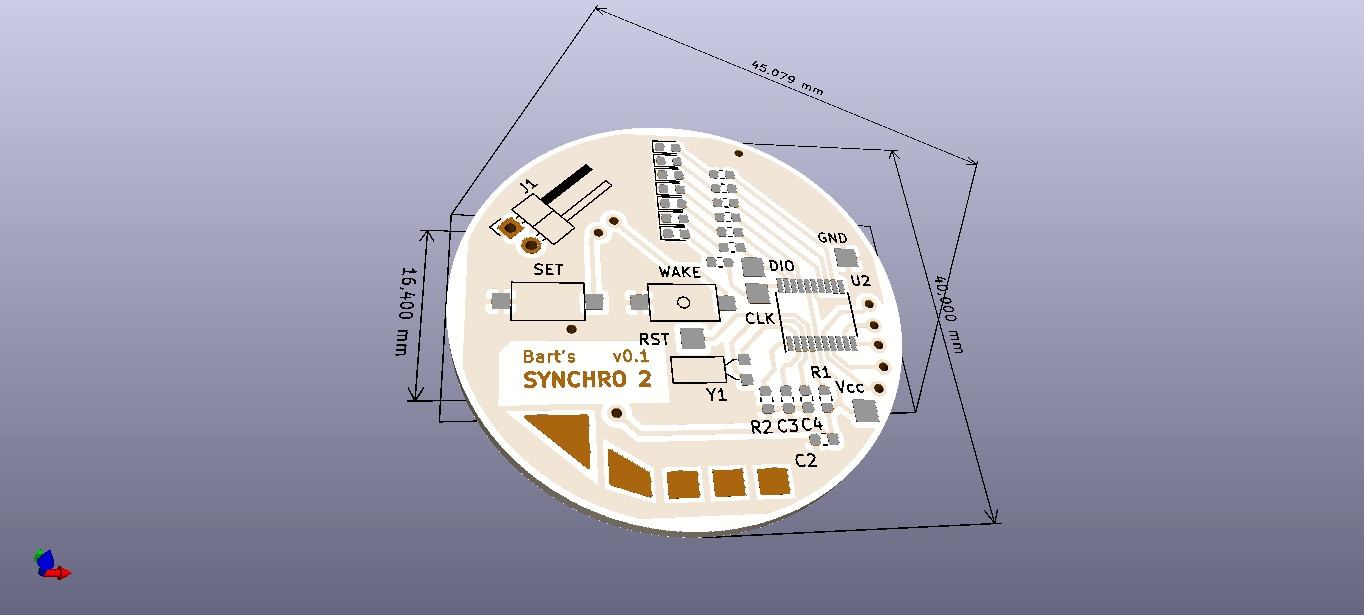 45.079 mm
J1
GND
SET
WAKE
DIO
U2
16,400 mm
40.000 mm
CLK
RST
Bart's v0.1
SYNCHRO 2
Y1
R1
Vcc
R2 C3 C4
C2